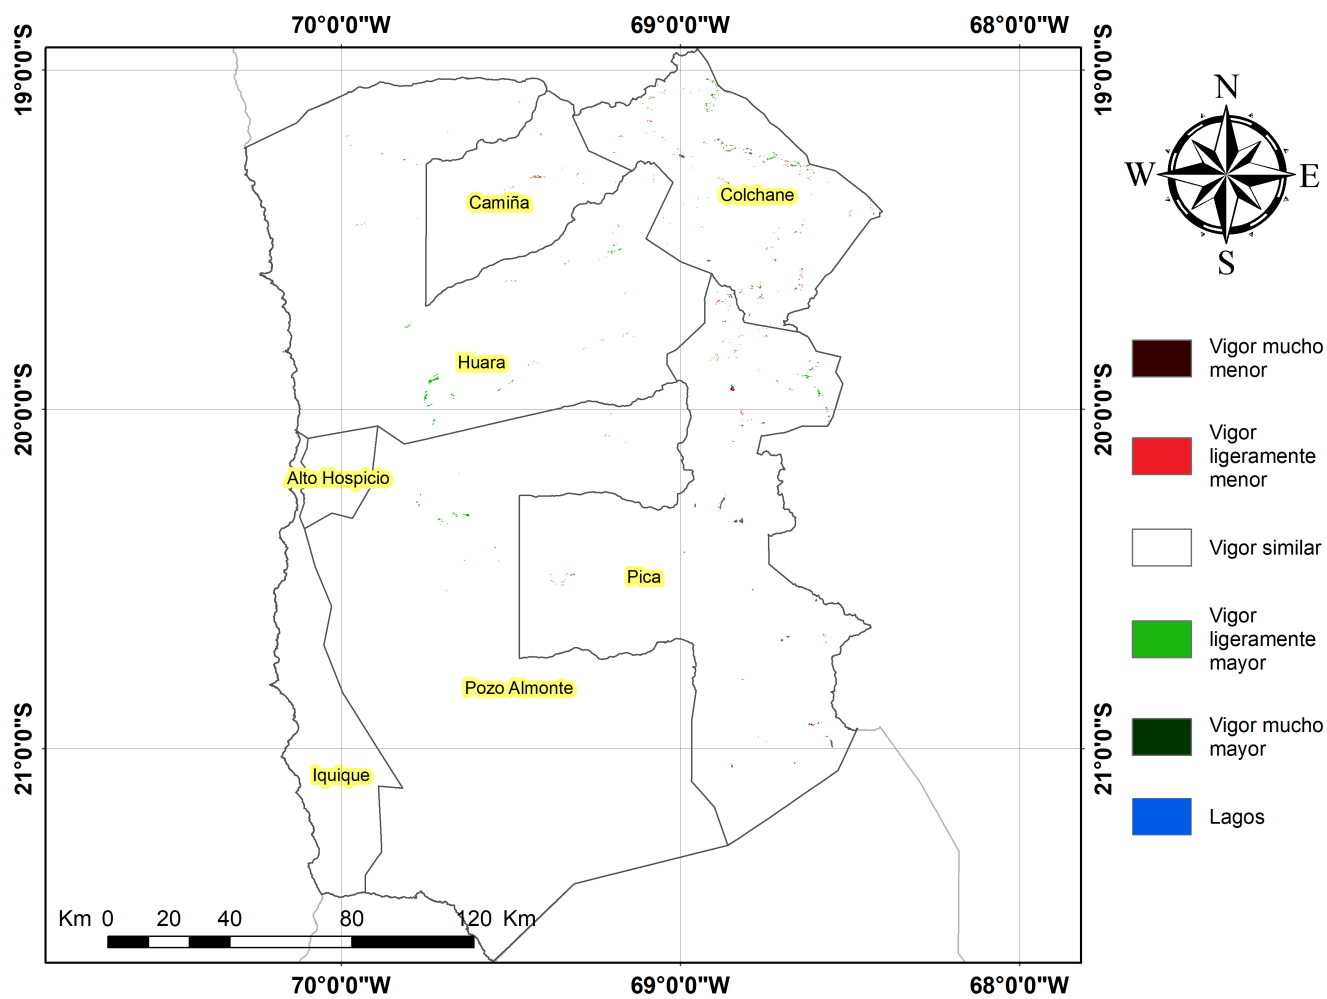 70°0'0"W 69°0'0"W 68°0'0"W
19°0'0"S
19°0'0"S
N
W E
S
Camiña
Colchane
Huara
20°0'0"S
20°0'0"S
Alto Hospicio
Pica
Pozo Almonte
Iquique
21°0'0"S
21°0'0"S
Vigor mucho
menor
Vigor
ligeramente
menor
Vigor similar
Vigor
ligeramente
mayor
Vigor mucho
mayor
Lagos
Km 0 20 40 80 120 Km
70°0'0"W 69°0'0"W 68°0'0"W